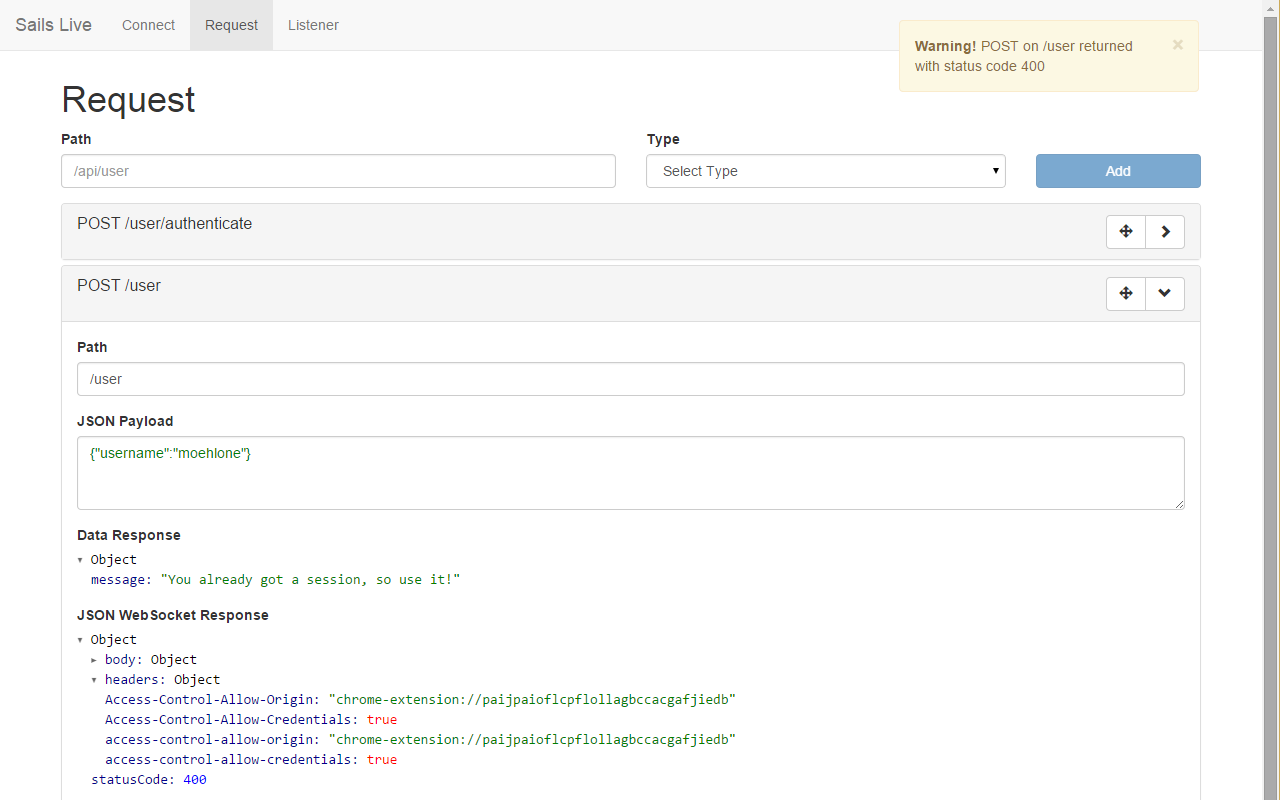 Sails Live Connect Request Listener
Warning! POST on /user returned ×
with status code 400
Request
Path Type
/api/user Select Type Add
POST /user/authenticate
POST /user
Path
/user
JSON Payload
{"username":"moehlone"}
Data Response
Object
message: "You already got a session, so use it!"
JSON WebSocket Response
Object
body: Object
headers: Object
Access-Control-Allow-Origin: "chrome-extension://paijpaioflcpflollagbccacgafjiedb"
Access-Control-Allow-Credentials: true
access-control-allow-origin: "chrome-extension://paijpaioflcpflollagbccacgafjiedb"
access-control-allow-credentials: true
statusCode: 400